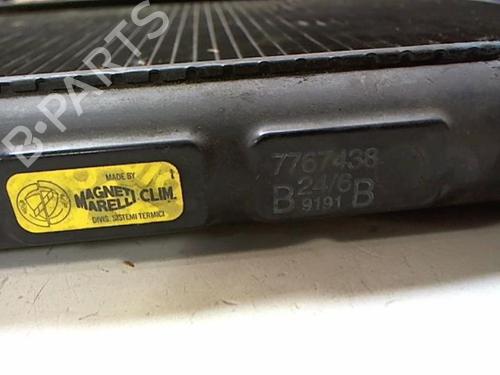 B-PARTS
MADE BY
MAGNETI MARELLI CLIM.
DIVIS. SISTEMI TERMICI
7767438
B 24/6 B
9191